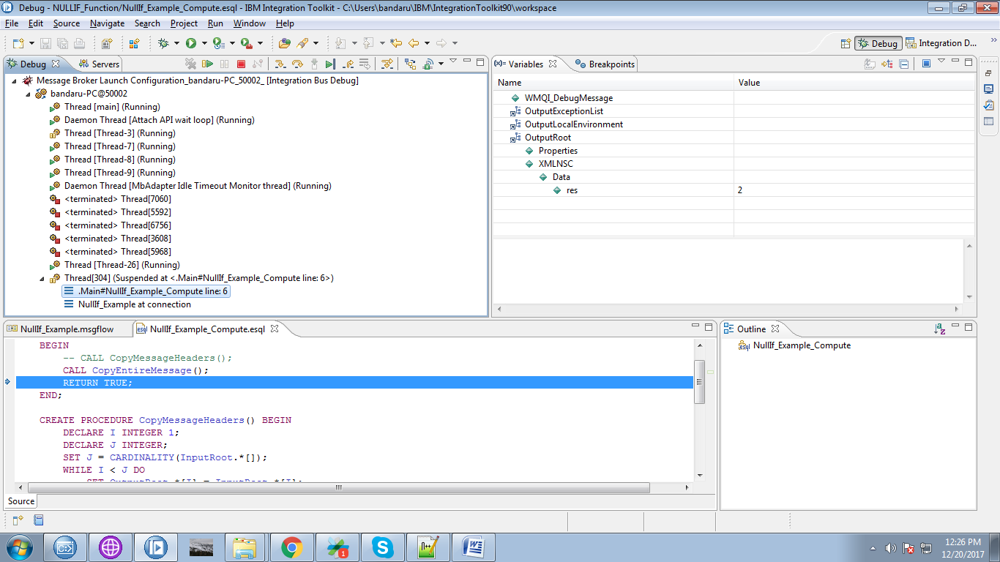 Debug - NULLIF_Function/NullIf_Example_Compute.esql - IBM Integration Toolkit - C:\Users\bandaru\IBM\IntegrationToolkit90\workspace
File Edit Source Navigate Search Project Run Window Help
Debug Integration D... »
Debug Servers
Message Broker Launch Configuration_bandaru-PC_50002_ [Integration Bus Debug]
bandaru-PC@50002
Thread [main] (Running)
Daemon Thread [Attach API wait loop] (Running)
Thread [Thread-3] (Running)
Thread [Thread-7] (Running)
Thread [Thread-8] (Running)
Thread [Thread-9] (Running)
Daemon Thread [MbAdapter Idle Timeout Monitor thread] (Running)
<terminated> Thread[7060]
<terminated> Thread[5592]
<terminated> Thread[6756]
<terminated> Thread[3608]
<terminated> Thread[5968]
Thread [Thread-26] (Running)
Thread[304] (Suspended at <.Main#NullIf_Example_Compute line: 6>)
.Main#NullIf_Example_Compute line: 6
NullIf_Example at connection
(x)= Variables Breakpoints
Name Value
WMQI_DebugMessage
OutputExceptionList
OutputLocalEnvironment
OutputRoot
Properties
XMLNSC
Data
res 2
NullIf_Example.msgflow esql NullIf_Example_Compute.esql
BEGIN
-- CALL CopyMessageHeaders();
CALL CopyEntireMessage();
RETURN TRUE;
END;
CREATE PROCEDURE CopyMessageHeaders() BEGIN
DECLARE I INTEGER 1;
DECLARE J INTEGER;
SET J = CARDINALITY(InputRoot.*[]);
WHILE I < J DO
SET OutputRoot.*[I] = InputRoot.*[I];
Source
Outline
esql NullIf_Example_Compute
1
12:26 PM
12/20/2017